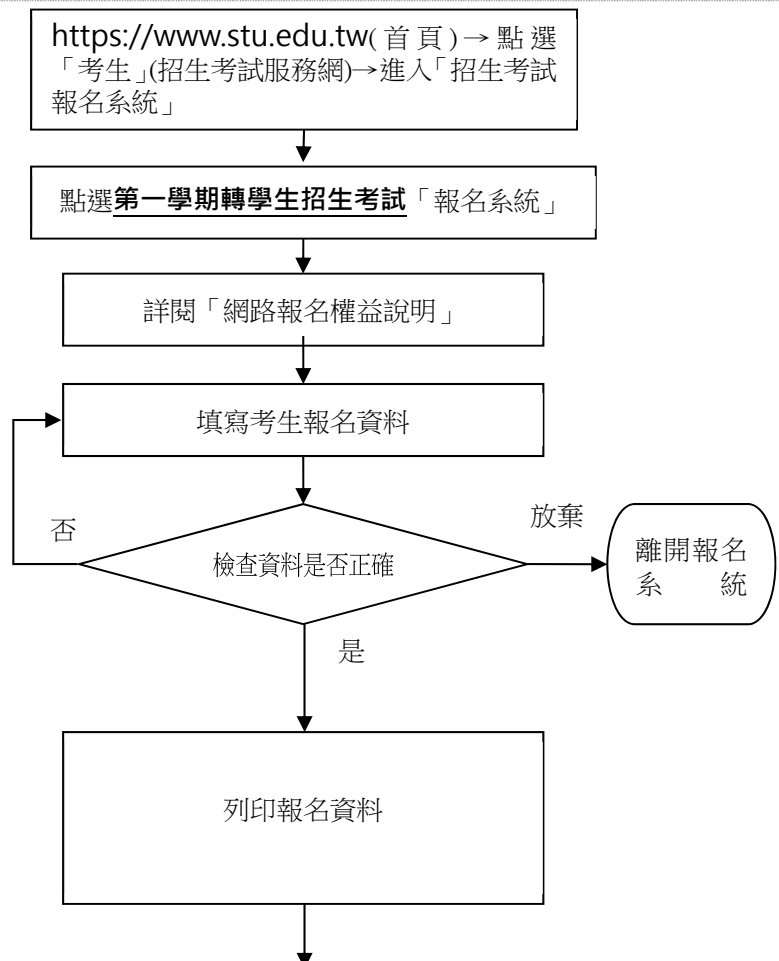 https://www.stu.edu.tw(首頁)→點選
「考生」(招生考試服務網)→進入「招生考試
報名系統」
點選第一學期轉學生招生考試「報名系統」
詳閱「網路報名權益說明」
填寫考生報名資料
否
檢查資料是否正確
放棄
離開報名
系統
是
列印報名資料